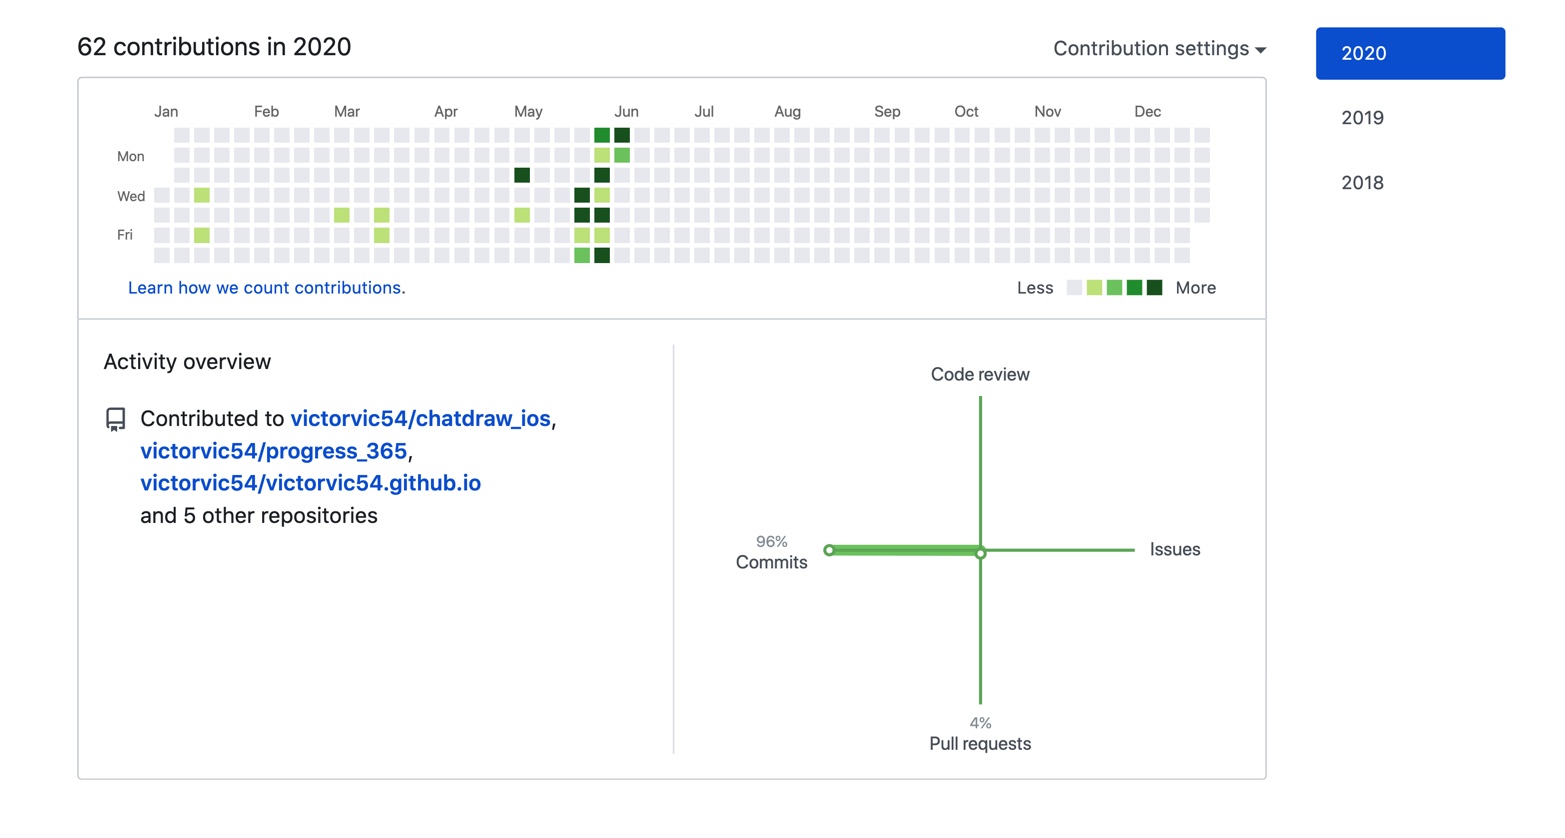 62 contributions in 2020
Contribution settings
2020
2019
2018
Jan Feb Mar Apr May Jun Jul Aug Sep Oct Nov Dec
Mon
Wed
Fri
Learn how we count contributions.
Less More
Activity overview
Contributed to victorvic54/chatdraw_ios,
victorvic54/progress_365,
victorvic54/victorvic54.github.io
and 5 other repositories
Code review
96%
Commits
Issues
4%
Pull requests